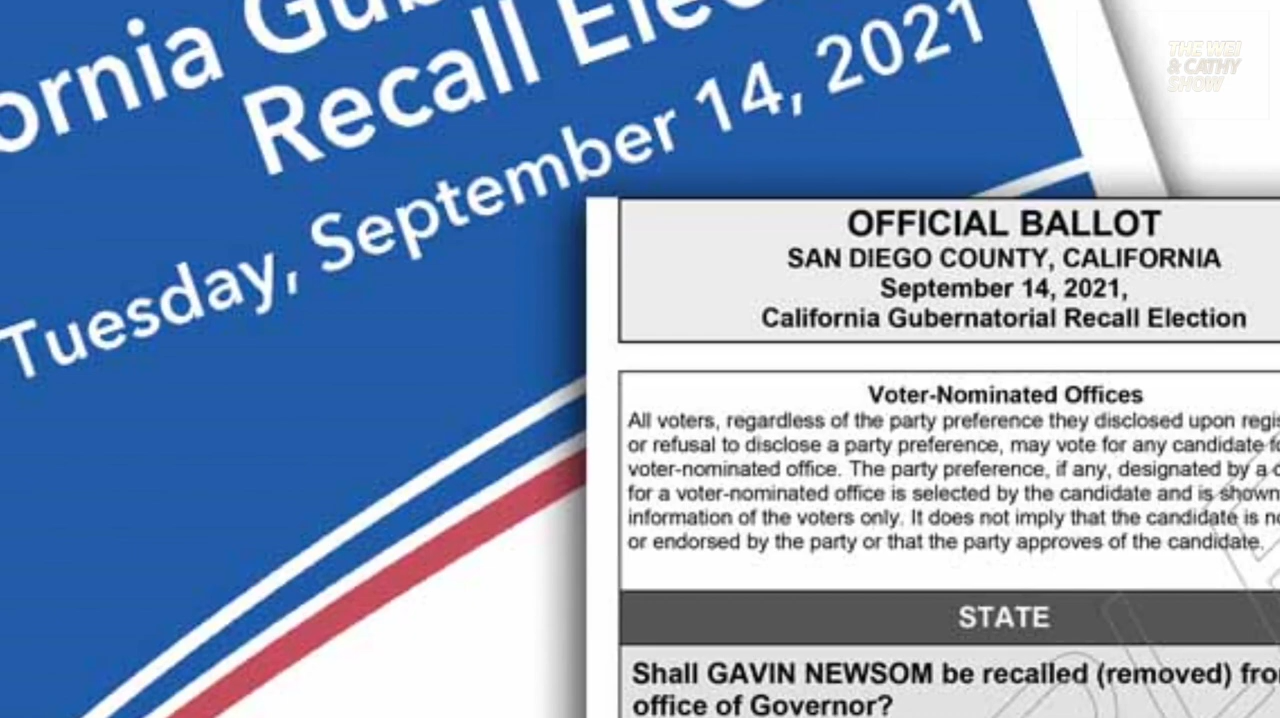 ornia Gub
Recall Elec
Tuesday, September 14, 2021
THE WEI
& CATHY
SHOW
OFFICIAL BALLOT
SAN DIEGO COUNTY, CALIFORNIA
September 14, 2021,
California Gubernatorial Recall Election
Voter-Nominated Offices
All voters, regardless of the party preference they disclosed upon regis
or refusal to disclose a party preference, may vote for any candidate fo
voter-nominated office. The party preference, if any, designated by a c
for a voter-nominated office is selected by the candidate and is shown
information of the voters only. It does not imply that the candidate is no
or endorsed by the party or that the party approves of the candidate.
STATE
Shall GAVIN NEWSOM be recalled (removed) fro
office of Governor?